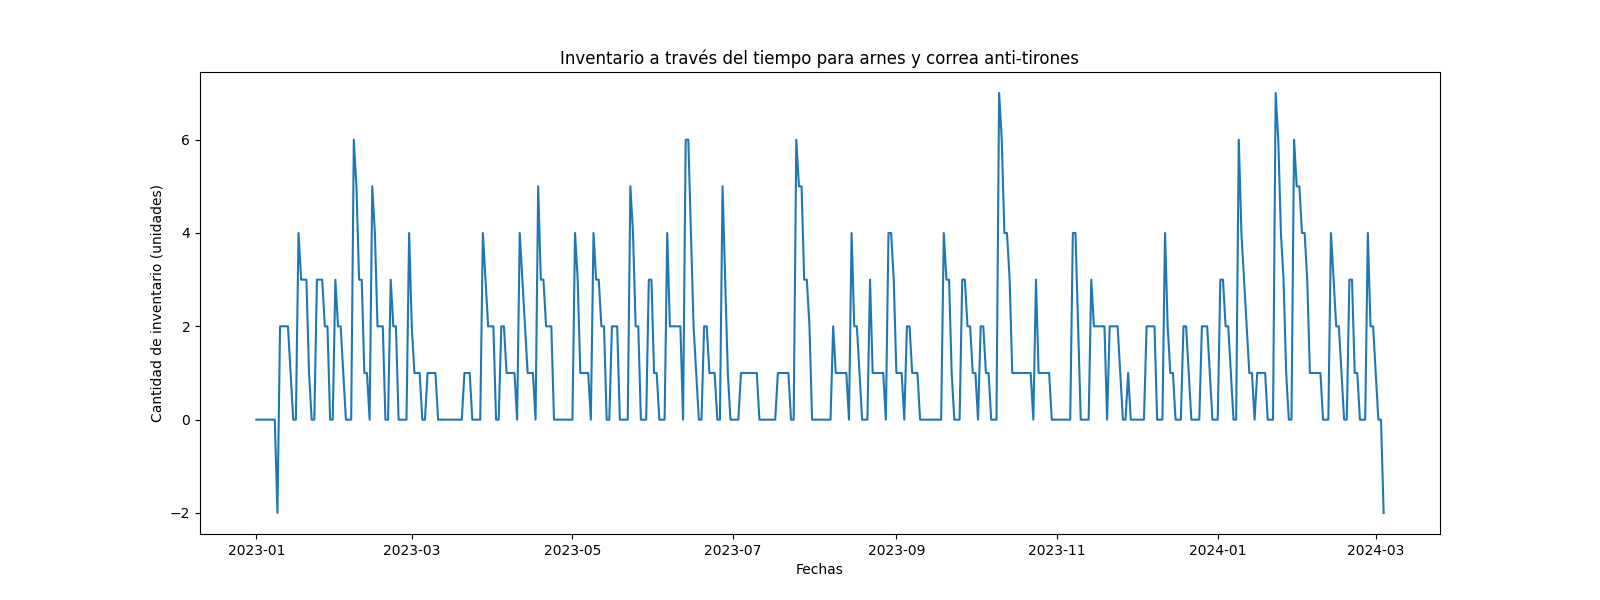 Inventario a través del tiempo para arnes y correa anti-tirones
Cantidad de inventario (unidades)
6
4
2
0
−2
2023-01 2023-03 2023-05 2023-07 2023-09 2023-11 2024-01 2024-03
Fechas